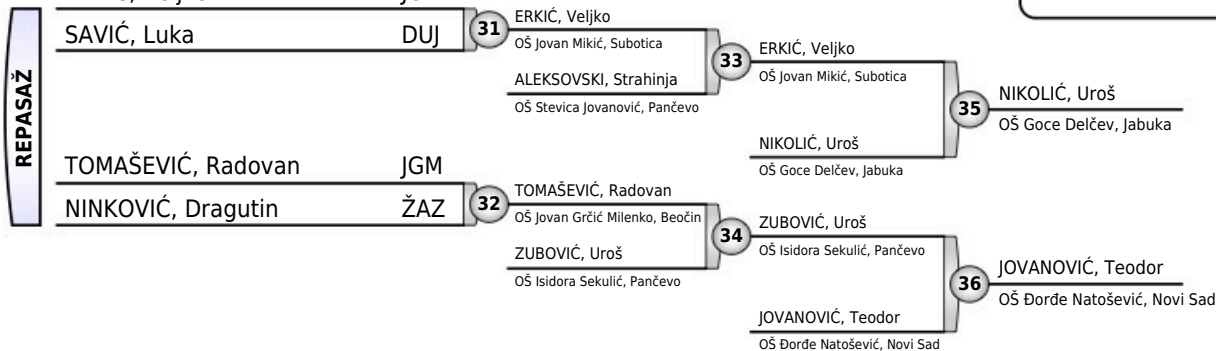 REPASAŽ
SAVIĆ, Luka DUJ
TOMAŠEVIĆ, Radovan JGM
NINKOVIĆ, Dragutin ŽAZ
31
ERKIĆ, Veljko
OŠ Jovan Mikić, Subotica
ALEKSOVSKI, Strahinja
OŠ Stevica Jovanović, Pančevo
32
TOMAŠEVIĆ, Radovan
OŠ Jovan Grčić Milenko, Beočin
ZUBOVIĆ, Uroš
OŠ Isidora Sekulić, Pančevo
33
ERKIĆ, Veljko
OŠ Jovan Mikić, Subotica
NIKOLIĆ, Uroš
OŠ Goce Delčev, Jabuka
34
ZUBOVIĆ, Uroš
OŠ Isidora Sekulić, Pančevo
JOVANOVIĆ, Teodor
OŠ Đorđe Natošević, Novi Sad
35
NIKOLIĆ, Uroš
OŠ Goce Delčev, Jabuka
36
JOVANOVIĆ, Teodor
OŠ Đorđe Natošević, Novi Sad